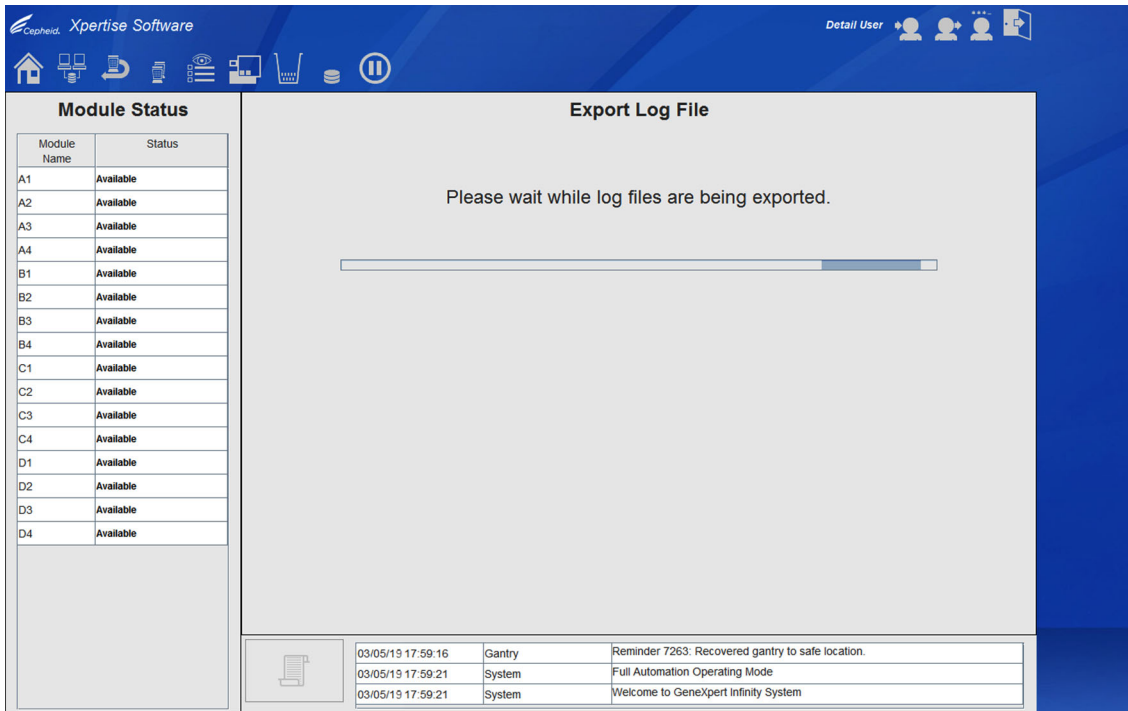 Cepheid. Xpertise Software
Detail User
Module Status
Module Name Status
A1 Available
A2 Available
A3 Available
A4 Available
B1 Available
B2 Available
B3 Available
B4 Available
C1 Available
C2 Available
C3 Available
C4 Available
D1 Available
D2 Available
D3 Available
D4 Available
Export Log File
Please wait while log files are being exported.
03/05/19 17:59:16 Gantry Reminder 7263: Recovered gantry to safe location.
03/05/19 17:59:21 System Full Automation Operating Mode
03/05/19 17:59:21 System Welcome to GeneXpert Infinity System